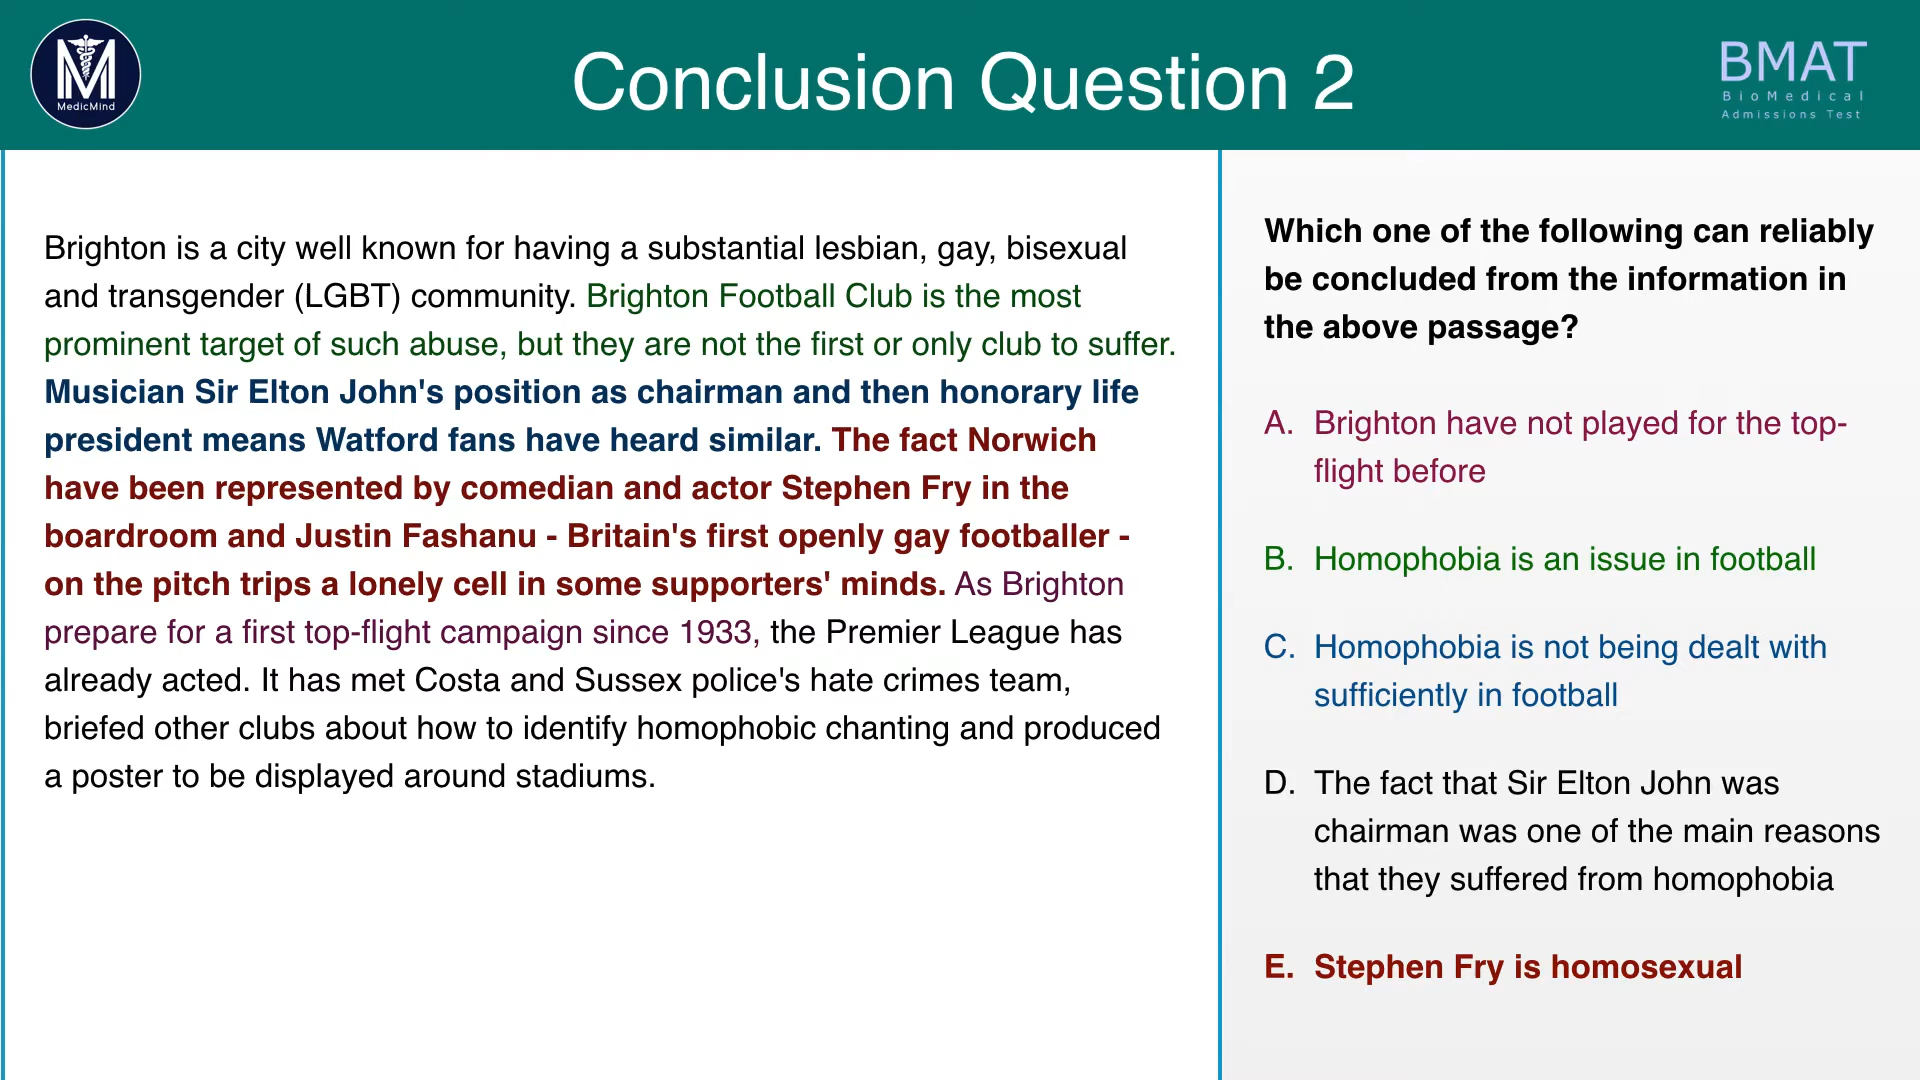 MedicMind
Conclusion Question 2
BMAT
BioMedical
Admissions Test
Brighton is a city well known for having a substantial lesbian, gay, bisexual
and transgender (LGBT) community. Brighton Football Club is the most
prominent target of such abuse, but they are not the first or only club to suffer.
Musician Sir Elton John's position as chairman and then honorary life
president means Watford fans have heard similar. The fact Norwich
have been represented by comedian and actor Stephen Fry in the
boardroom and Justin Fashanu - Britain's first openly gay footballer -
on the pitch trips a lonely cell in some supporters' minds. As Brighton
prepare for a first top-flight campaign since 1933, the Premier League has
already acted. It has met Costa and Sussex police's hate crimes team,
briefed other clubs about how to identify homophobic chanting and produced
a poster to be displayed around stadiums.
Which one of the following can reliably
be concluded from the information in
the above passage?
A. Brighton have not played for the top-
flight before
B. Homophobia is an issue in football
C. Homophobia is not being dealt with
sufficiently in football
D. The fact that Sir Elton John was
chairman was one of the main reasons
that they suffered from homophobia
E. Stephen Fry is homosexual